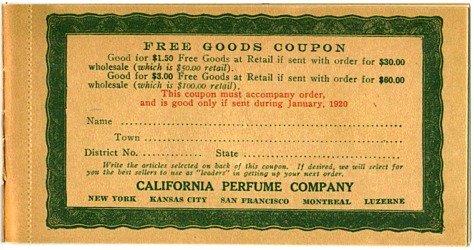 FREE GOODS COUPON
Good for $1.50 Free Goods at Retail if sent with order for $30.00
wholesale (which is $50.00 retail).
Good for $3.00 Free Goods at Retail if sent with order for $60.00
wholesale (which is $100.00 retail).
This coupon must accompany order,
and is good only if sent during January, 1920
Name
Town
District No. State
Write the articles selected on back of this coupon. If desired, we will select for
you the best sellers to use as "leaders" in getting up your next order.
CALIFORNIA PERFUME COMPANY
NEW YORK KANSAS CITY SAN FRANCISCO MONTREAL LUZERNE